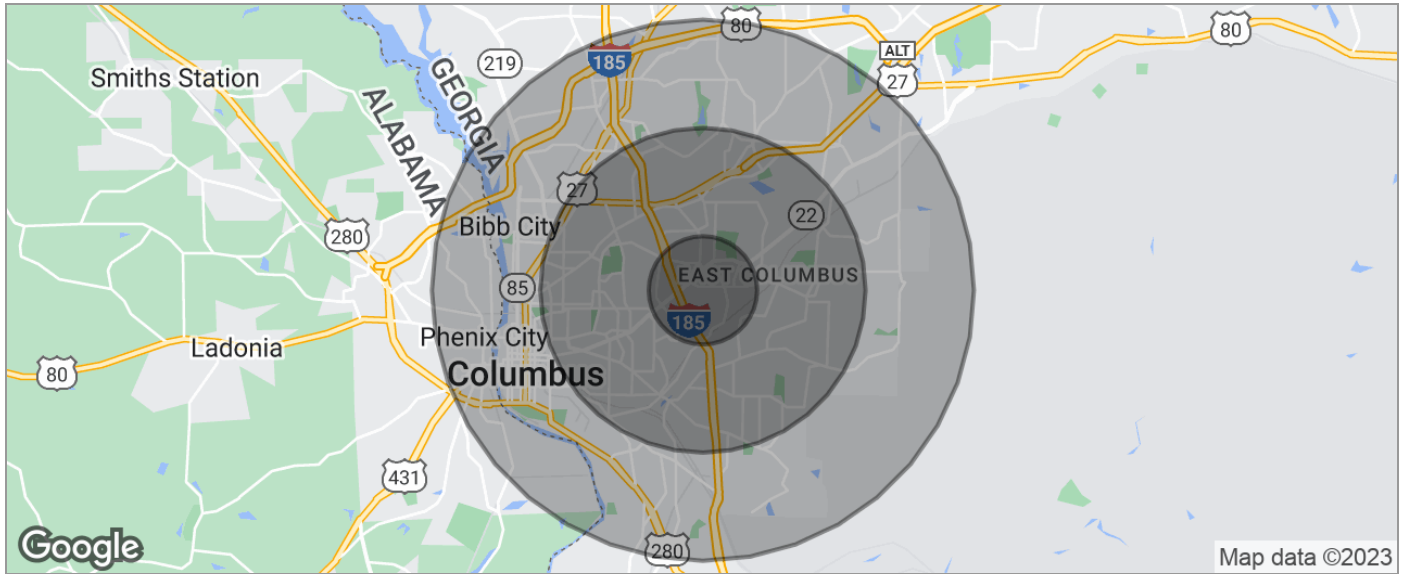 80
80
ALT
27
219
185
Smiths Station
GEORGIA
ALABAMA
27
22
Bibb City
280
EAST COLUMBUS
85
185
Phenix City
Ladonia
80
Columbus
431
280
Google
Map data ©2023